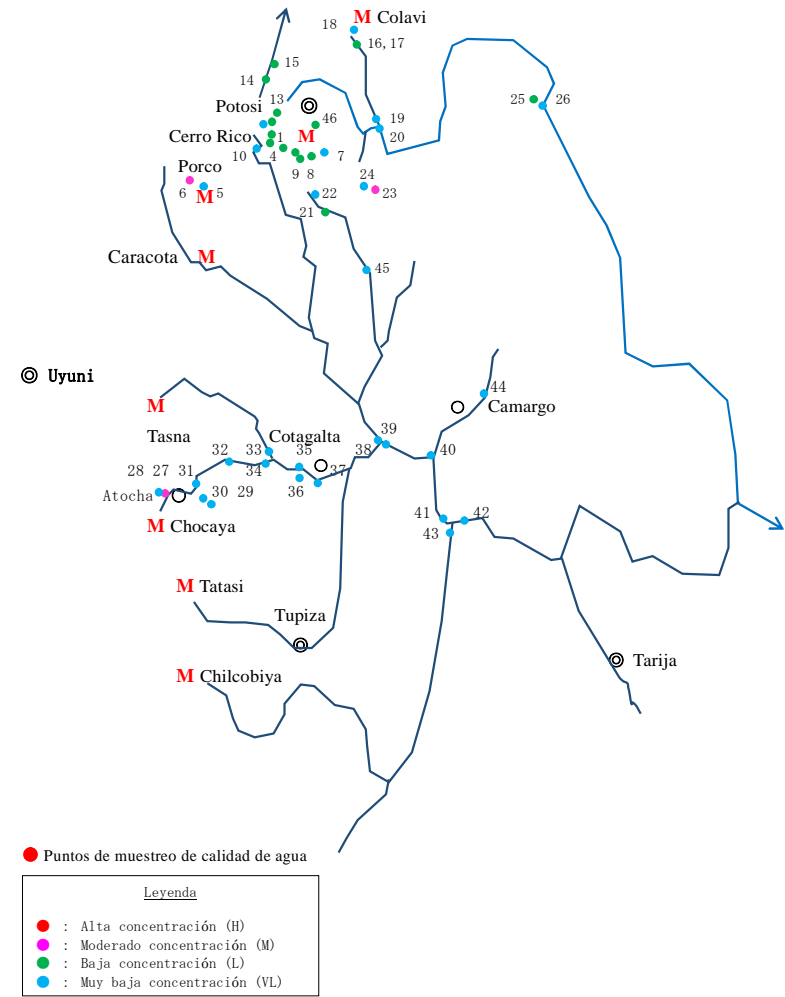 18 M Colavi
16, 17
15
14
13
Potosi
46
19
25 26
Cerro Rico 1 M
20
10 4 7
9 8
Porco
24
6 M 5
23
22
21
Caracota M
45
Uyuni
44
M
Camargo
Tasna
Cotagalta
39
32 33 35 38 40
28 27 31 34 37
Atocha 30 29 36
M Chocaya
41 42
43
M Tatasi
Tupiza
Tarija
M Chilcobiya
Puntos de muestreo de calidad de agua
Leyenda
: Alta concentración (H)
: Moderado concentración (M)
: Baja concentración (L)
: Muy baja concentración (VL)